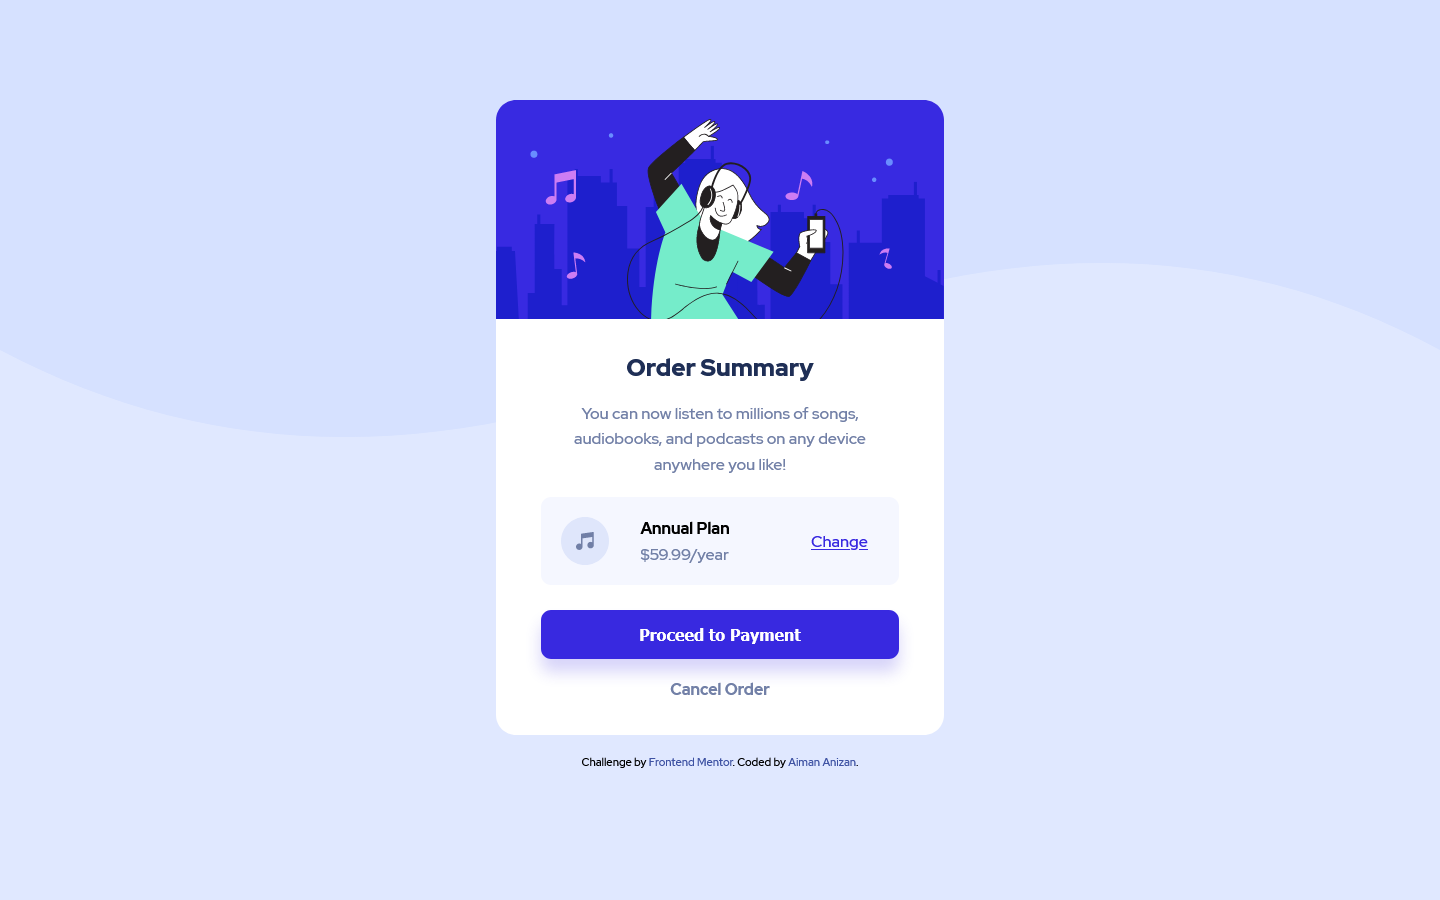 Order Summary
You can now listen to millions of songs,
audiobooks, and podcasts on any device
anywhere you like!
Annual Plan
$59.99/year
Change
Proceed to Payment
Cancel Order
Challenge by Frontend Mentor. Coded by Aiman Anizan.